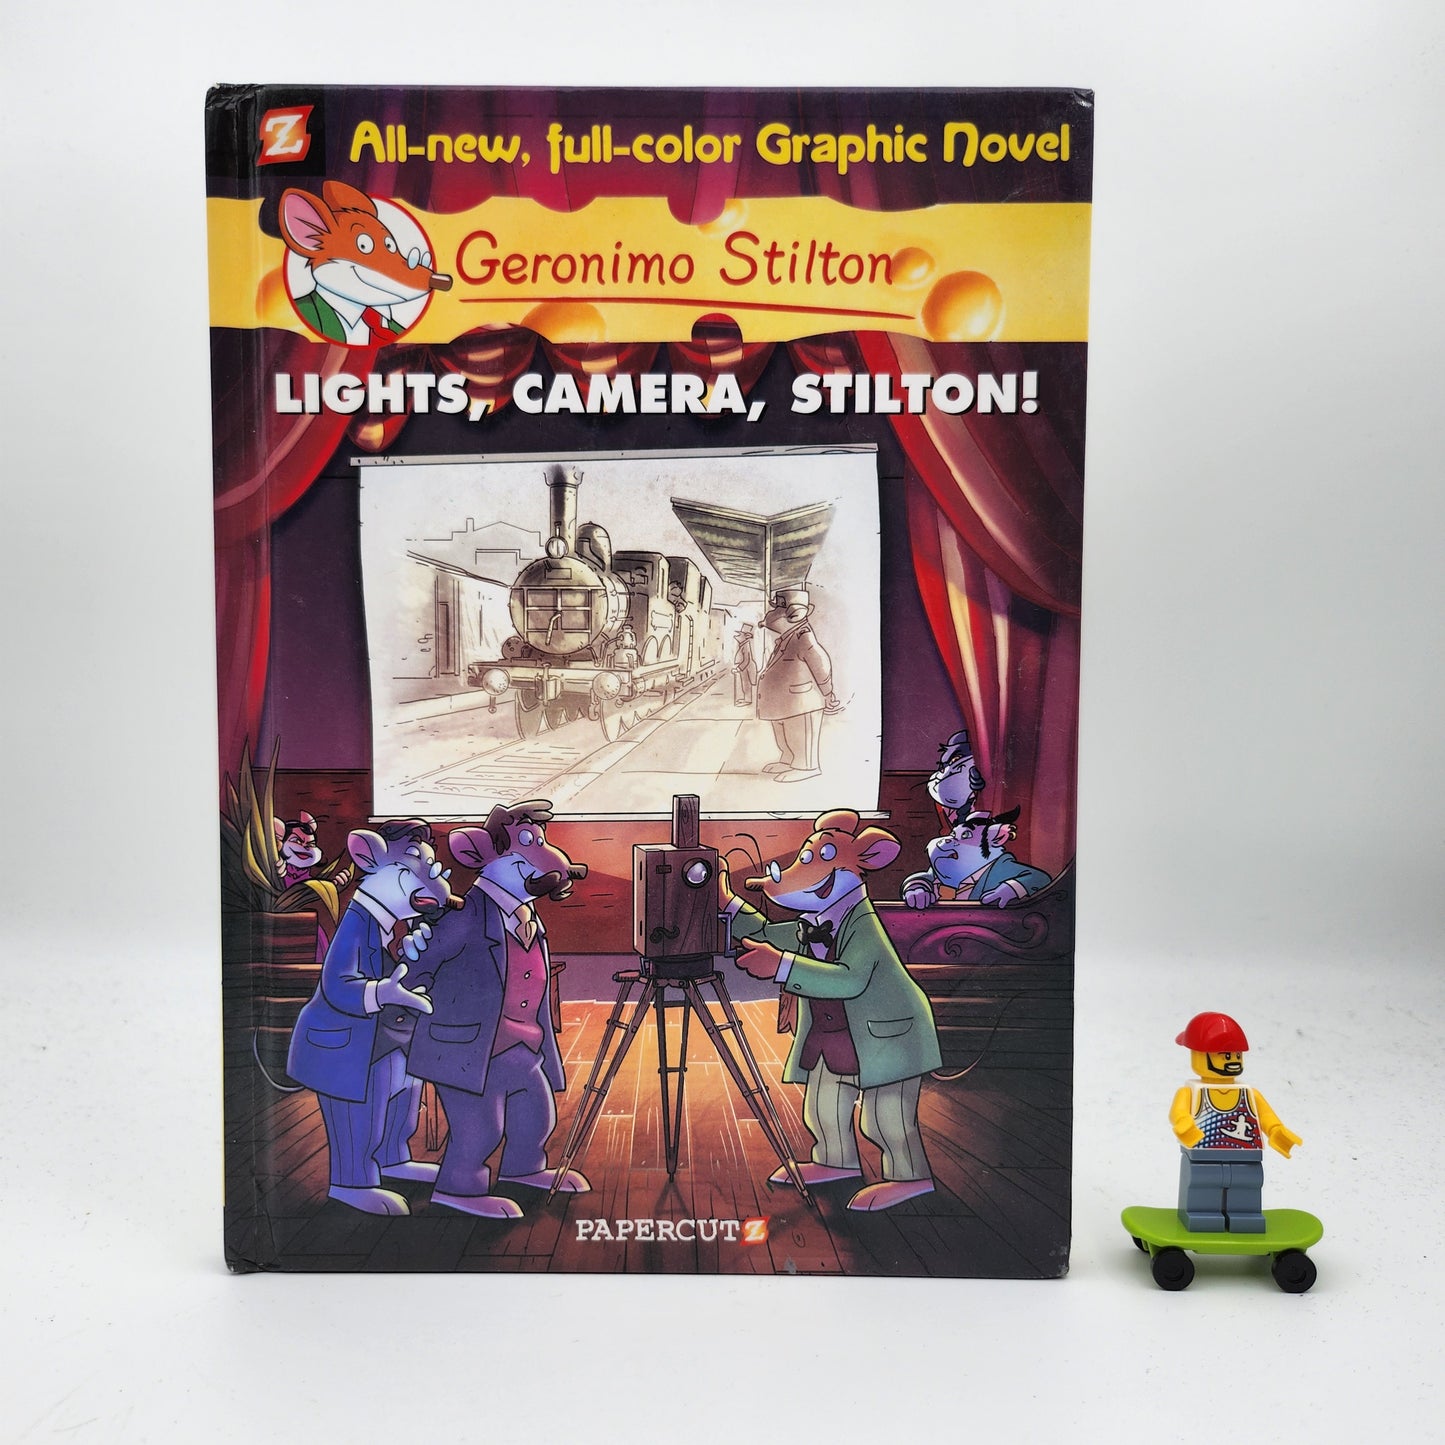 Z
All-new, full-color Graphic Novel
Geronimo Stilton
LIGHTS, CAMERA, STILTON!
PAPERCUTZ